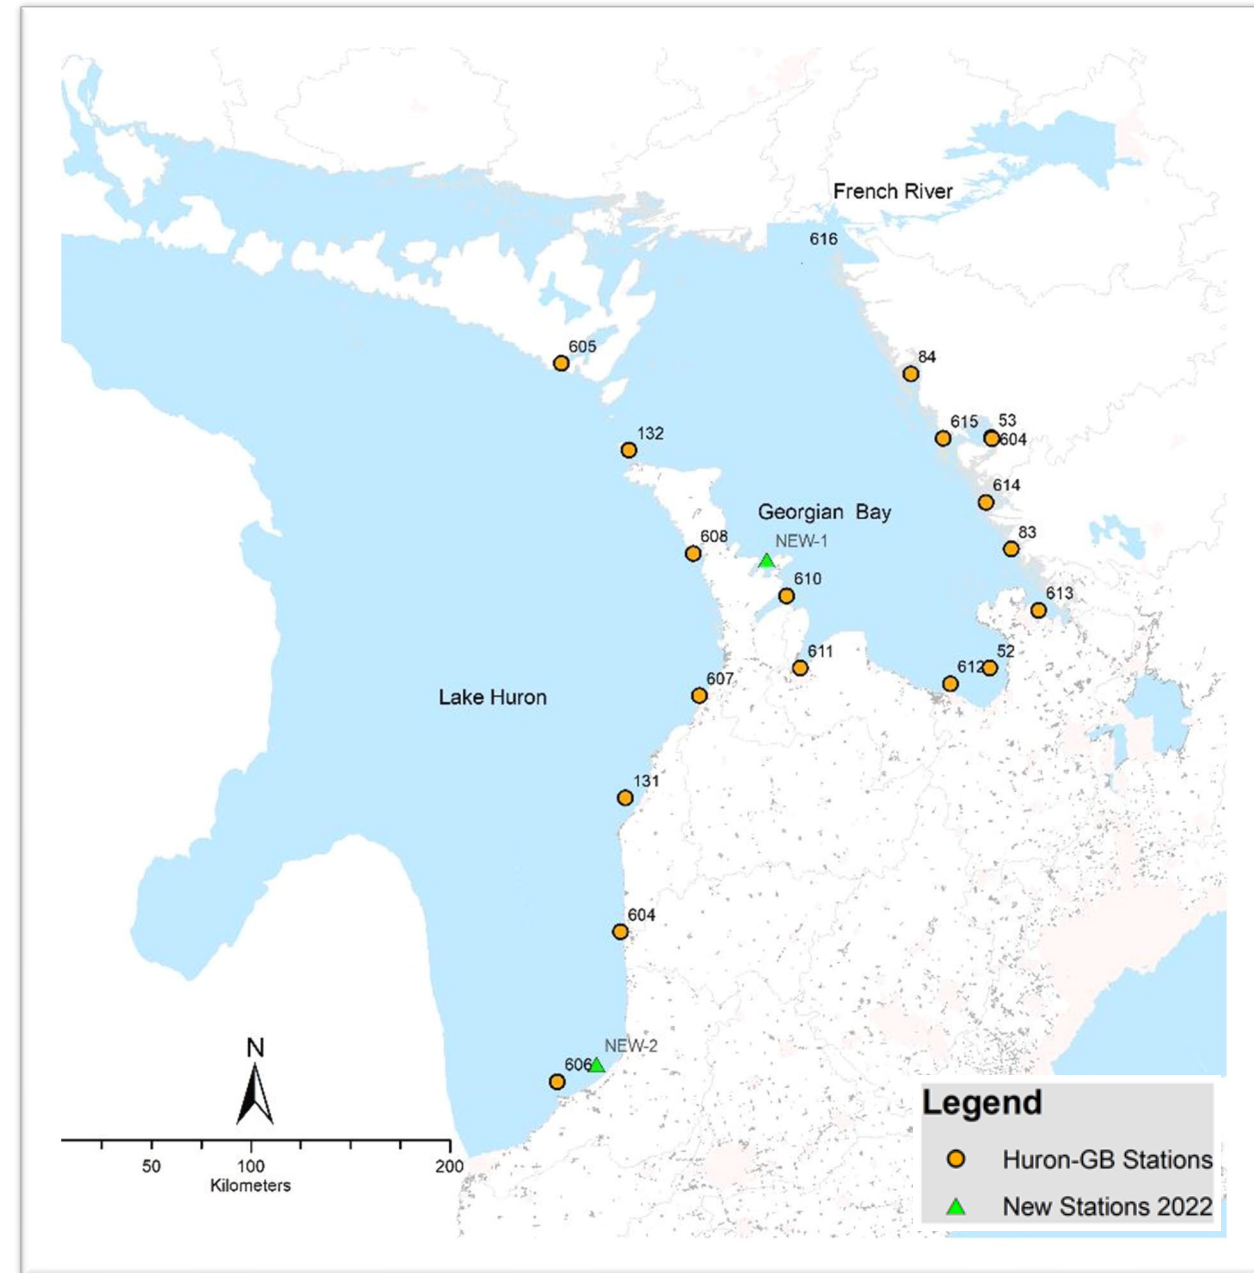 French River
616
605
84
132
615
53
604
614
Georgian Bay
608
NEW-1
83
610
613
611
52
612
607
Lake Huron
131
604
N
NEW-2
606
50 100 200
Kilometers
Legend
Huron-GB Stations
New Stations 2022